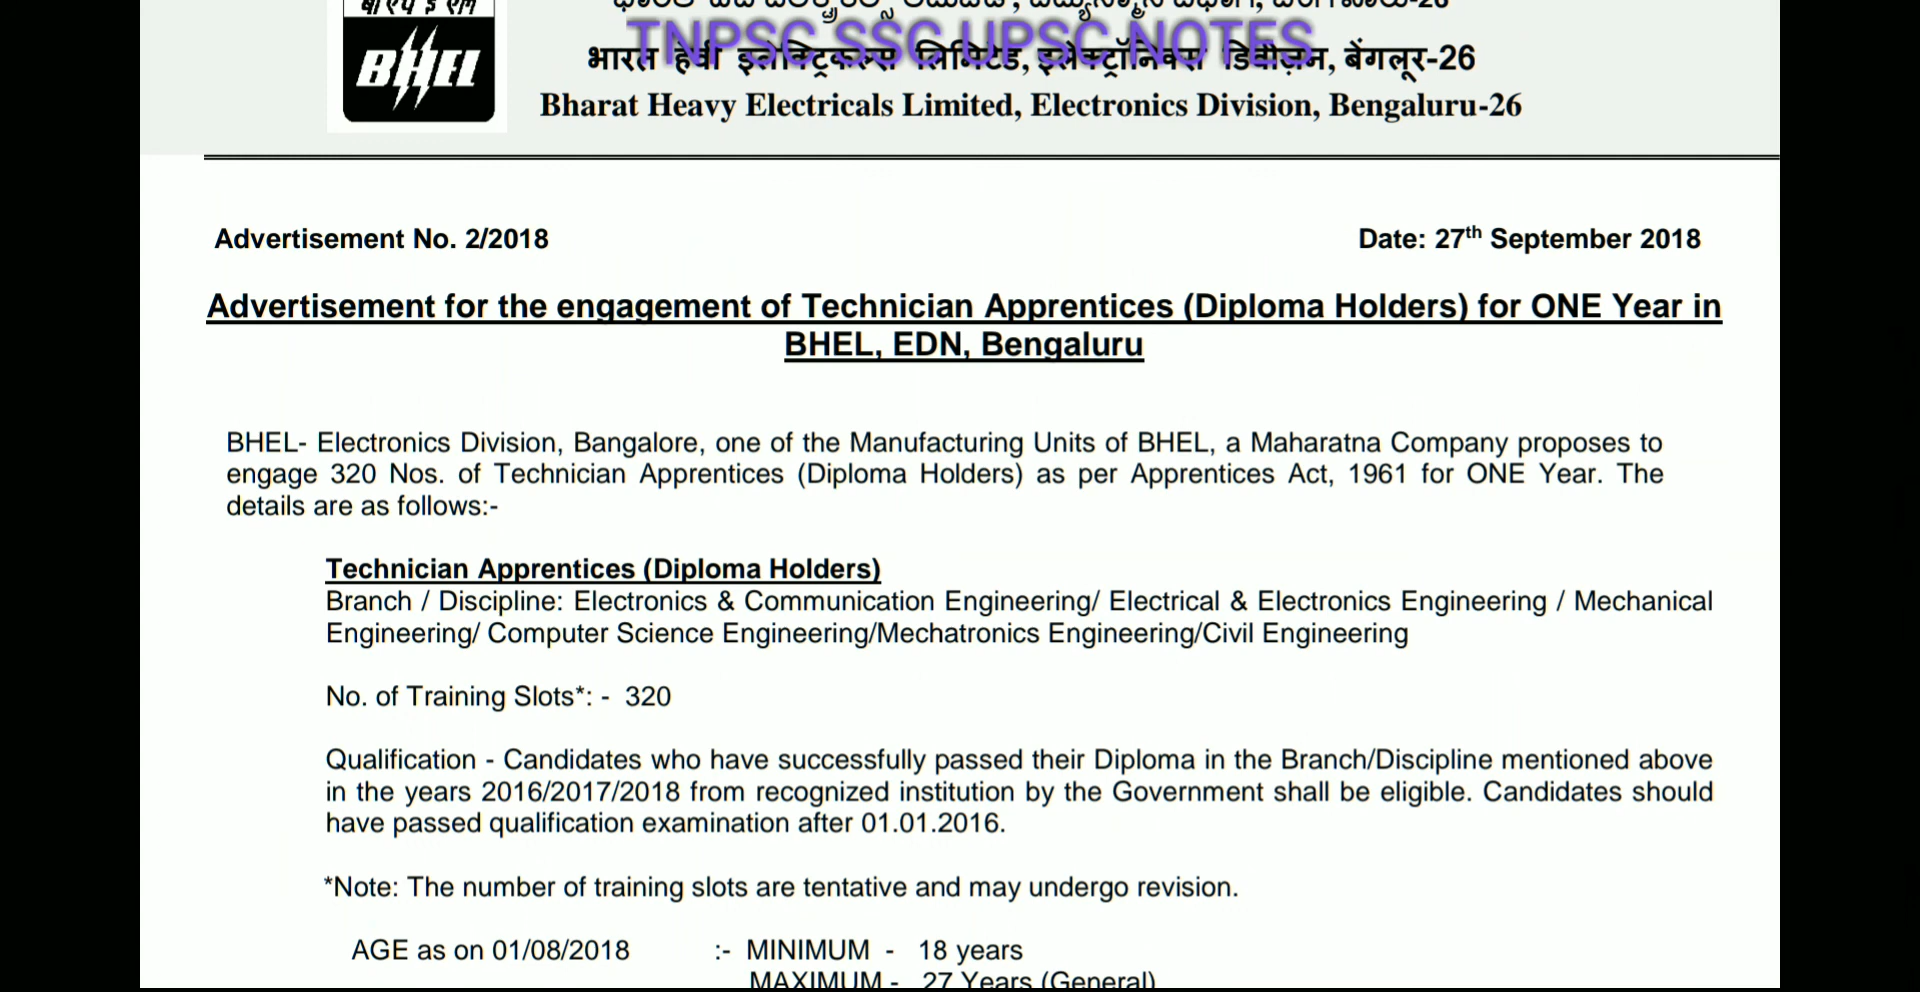 BHEL
TNPSC SSC UPSC NOTES
भारत हेवी इलेक्ट्रिकल्स लिमिटेड, इलेक्ट्रॉनिक्स डिवीज़न, बेंगलूर-26
Bharat Heavy Electricals Limited, Electronics Division, Bengaluru-26
Advertisement No. 2/2018 Date: 27th September 2018
Advertisement for the engagement of Technician Apprentices (Diploma Holders) for ONE Year in
BHEL, EDN, Bengaluru
BHEL- Electronics Division, Bangalore, one of the Manufacturing Units of BHEL, a Maharatna Company proposes to
engage 320 Nos. of Technician Apprentices (Diploma Holders) as per Apprentices Act, 1961 for ONE Year. The
details are as follows:-
Technician Apprentices (Diploma Holders)
Branch / Discipline: Electronics & Communication Engineering/ Electrical & Electronics Engineering / Mechanical
Engineering/ Computer Science Engineering/Mechatronics Engineering/Civil Engineering
No. of Training Slots*: - 320
Qualification - Candidates who have successfully passed their Diploma in the Branch/Discipline mentioned above
in the years 2016/2017/2018 from recognized institution by the Government shall be eligible. Candidates should
have passed qualification examination after 01.01.2016.
*Note: The number of training slots are tentative and may undergo revision.
AGE as on 01/08/2018 :- MINIMUM - 18 years
MAXIMUM - 27 Years (General)